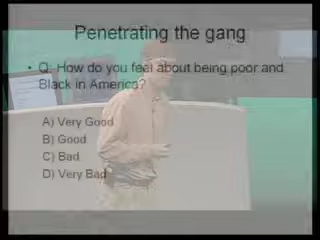 Penetrating the gang
• Q: How do you feel about being poor and
Black in America?
A) Very Good
B) Good
C) Bad
D) Very Bad